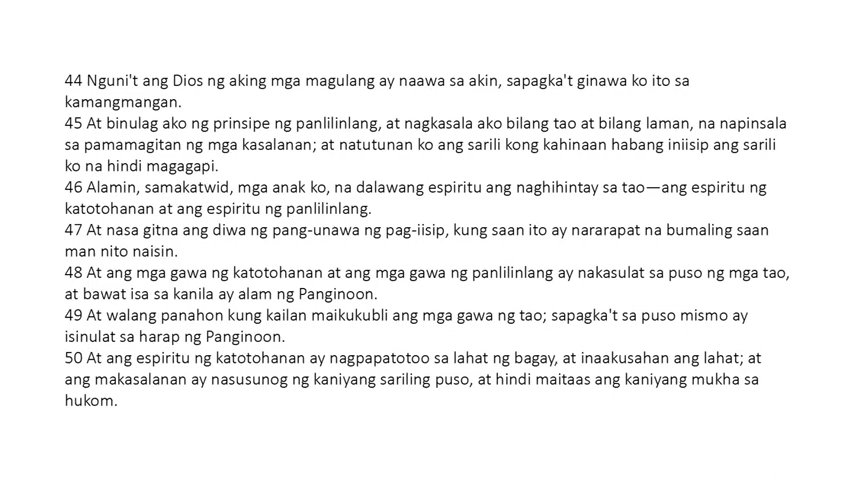 44 Nguni't ang Dios ng aking mga magulang ay naawa sa akin, sapagka't ginawa ko ito sa
kamangmangan.
45 At binulag ako ng prinsipe ng panlilinlang, at nagkasala ako bilang tao at bilang laman, na napinsala
sa pamamagitan ng mga kasalanan; at natutunan ko ang sarili kong kahinaan habang iniisip ang sarili
ko na hindi magagapi.
46 Alamin, samakatwid, mga anak ko, na dalawang espiritu ang naghihintay sa tao—ang espiritu ng
katotohanan at ang espiritu ng panlilinlang.
47 At nasa gitna ang diwa ng pang-unawa ng pag-iisip, kung saan ito ay nararapat na bumaling saan
man nito naisin.
48 At ang mga gawa ng katotohanan at ang mga gawa ng panlilinlang ay nakasulat sa puso ng mga tao,
at bawat isa sa kanila ay alam ng Panginoon.
49 At walang panahon kung kailan maikukubli ang mga gawa ng tao; sapagka't sa puso mismo ay
isinulat sa harap ng Panginoon.
50 At ang espiritu ng katotohanan ay nagpapatotoo sa lahat ng bagay, at inaakusahan ang lahat; at
ang makasalanan ay nasusunog ng kaniyang sariling puso, at hindi maitaas ang kaniyang mukha sa
hukom.